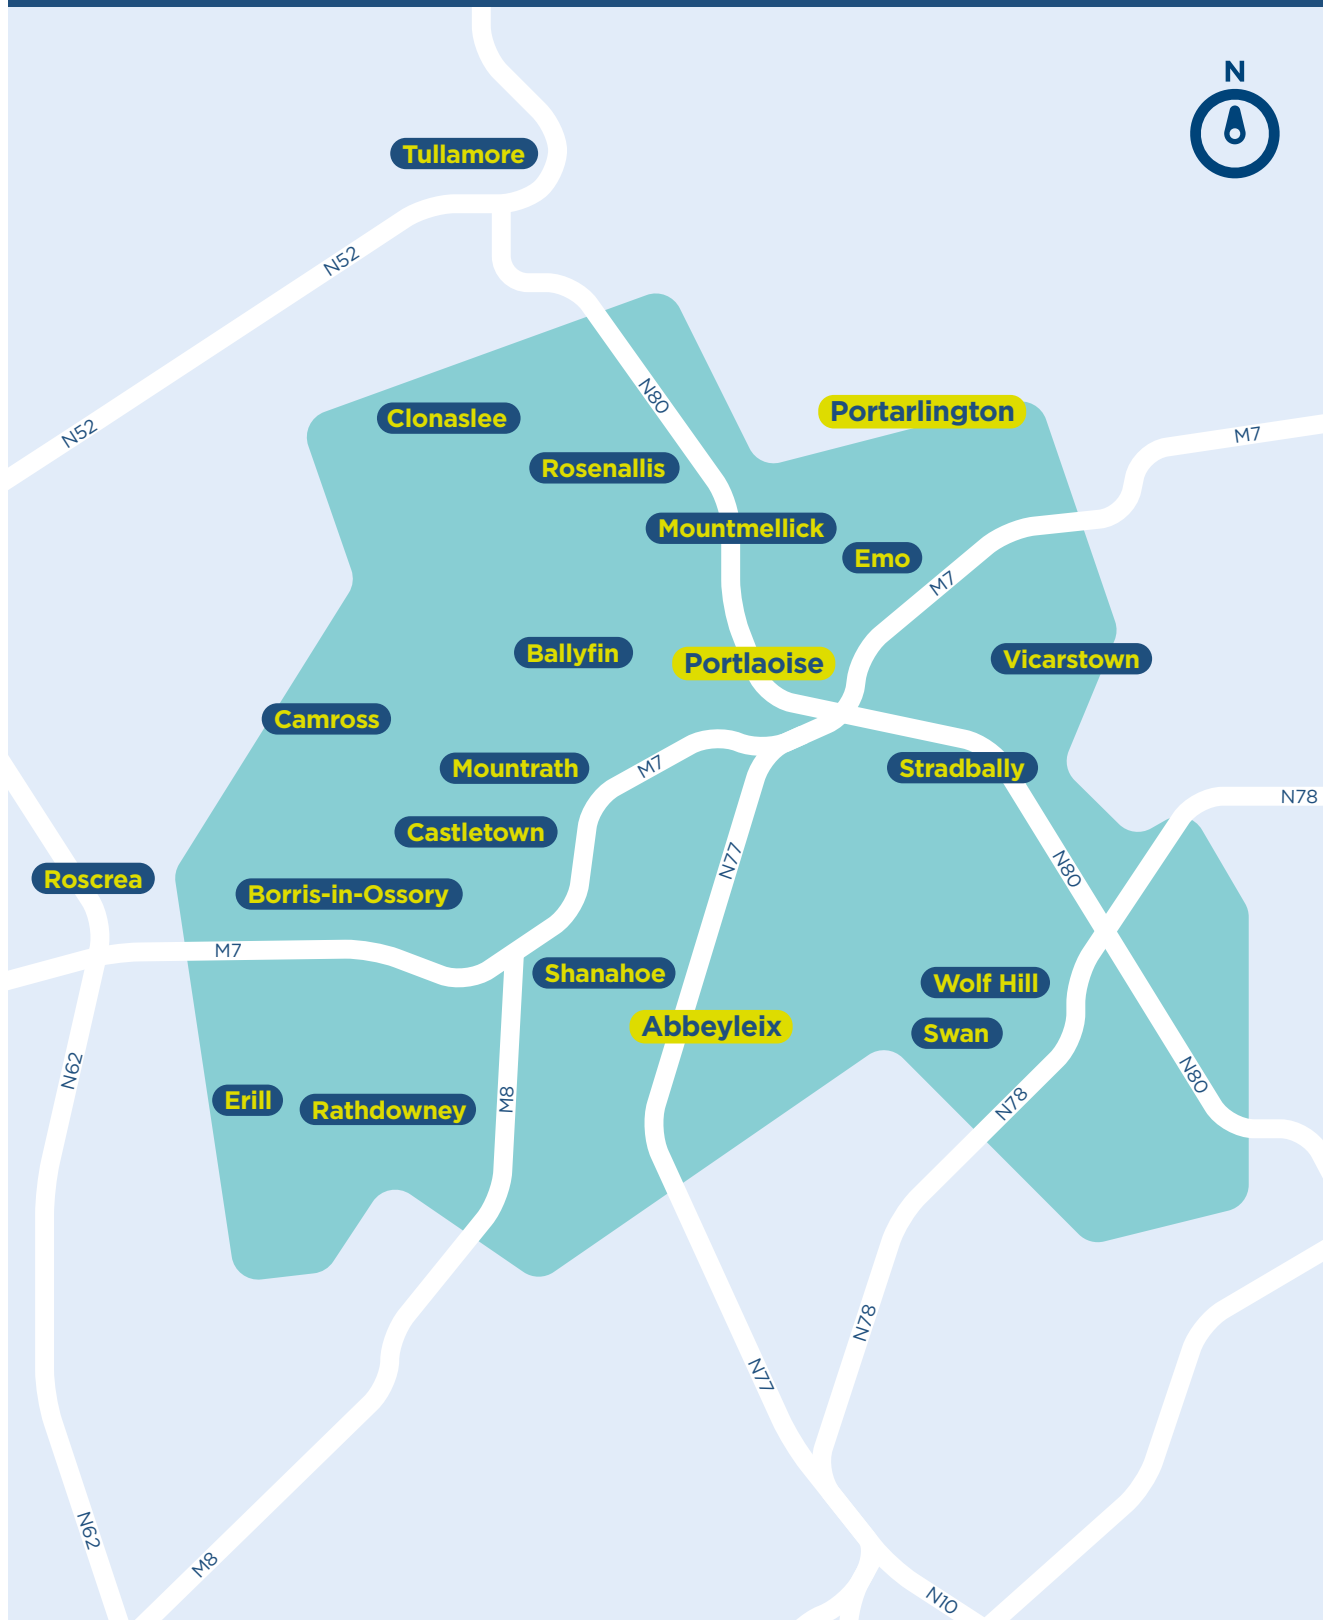 N
Tullamore
N52
N80
Clonaslee
Portarlington
N52
M7
Rosenallis
Mountmellick
Emo
M7
Ballyfin
Portlaoise
Vicarstown
Camross
Mountrath
M7
Stradbally
N78
Castletown
N77
N80
Roscrea
Borris-in-Ossory
M7
Shanahoe
Wolf Hill
Abbeyleix
Swan
N62
N80
Erill
Rathdowney
M8
N78
N78
N77
N62
M8
N10